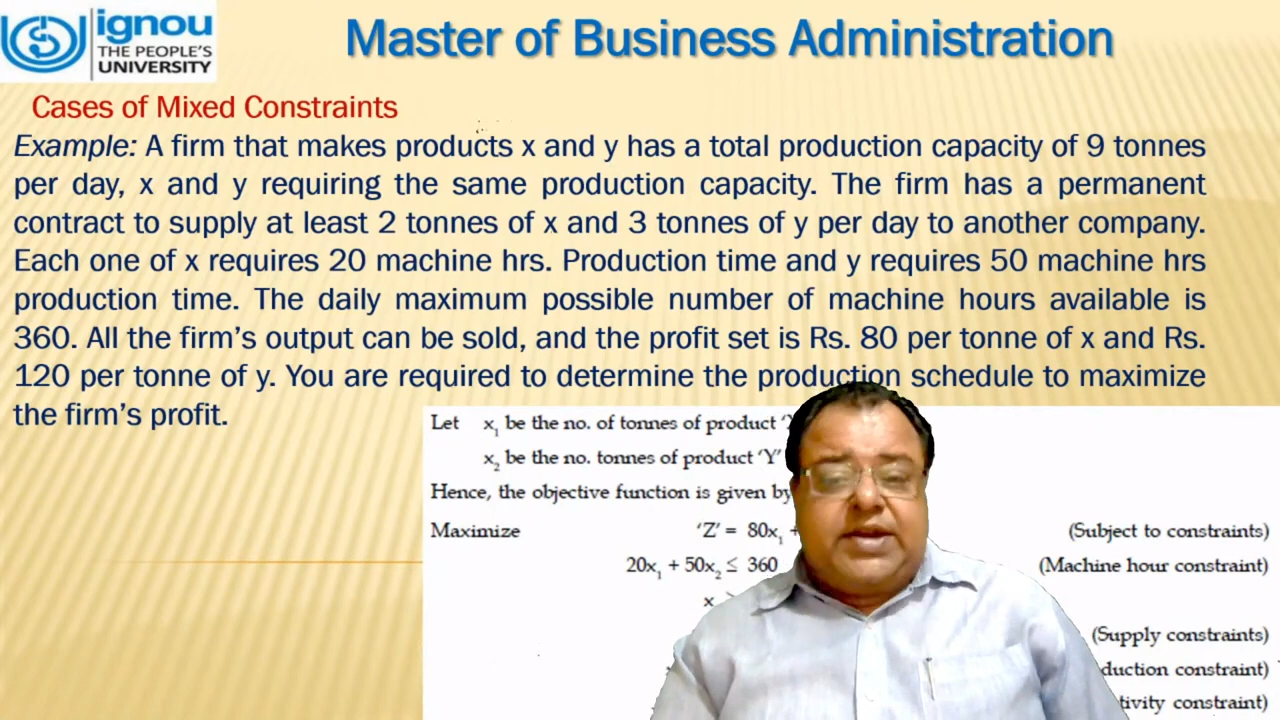 ignou
THE PEOPLE'S
UNIVERSITY
Master of Business Administration
Cases of Mixed Constraints
Example: A firm that makes products x and y has a total production capacity of 9 tonnes
per day, x and y requiring the same production capacity. The firm has a permanent
contract to supply at least 2 tonnes of x and 3 tonnes of y per day to another company.
Each one of x requires 20 machine hrs. Production time and y requires 50 machine hrs
production time. The daily maximum possible number of machine hours available is
360. All the firm's output can be sold, and the profit set is Rs. 80 per tonne of x and Rs.
120 per tonne of y. You are required to determine the production schedule to maximize
the firm's profit.
Let x₁ be the no. of tonnes of product
x₂ be the no. tonnes of product 'Y'
Hence, the objective function is given by
Maximize 'Z' = 80x₁ + (Subject to constraints)
20x₁ + 50x₂ ≤ 360 (Machine hour constraint)
x
(Supply constraints)
constraint)
constraint)